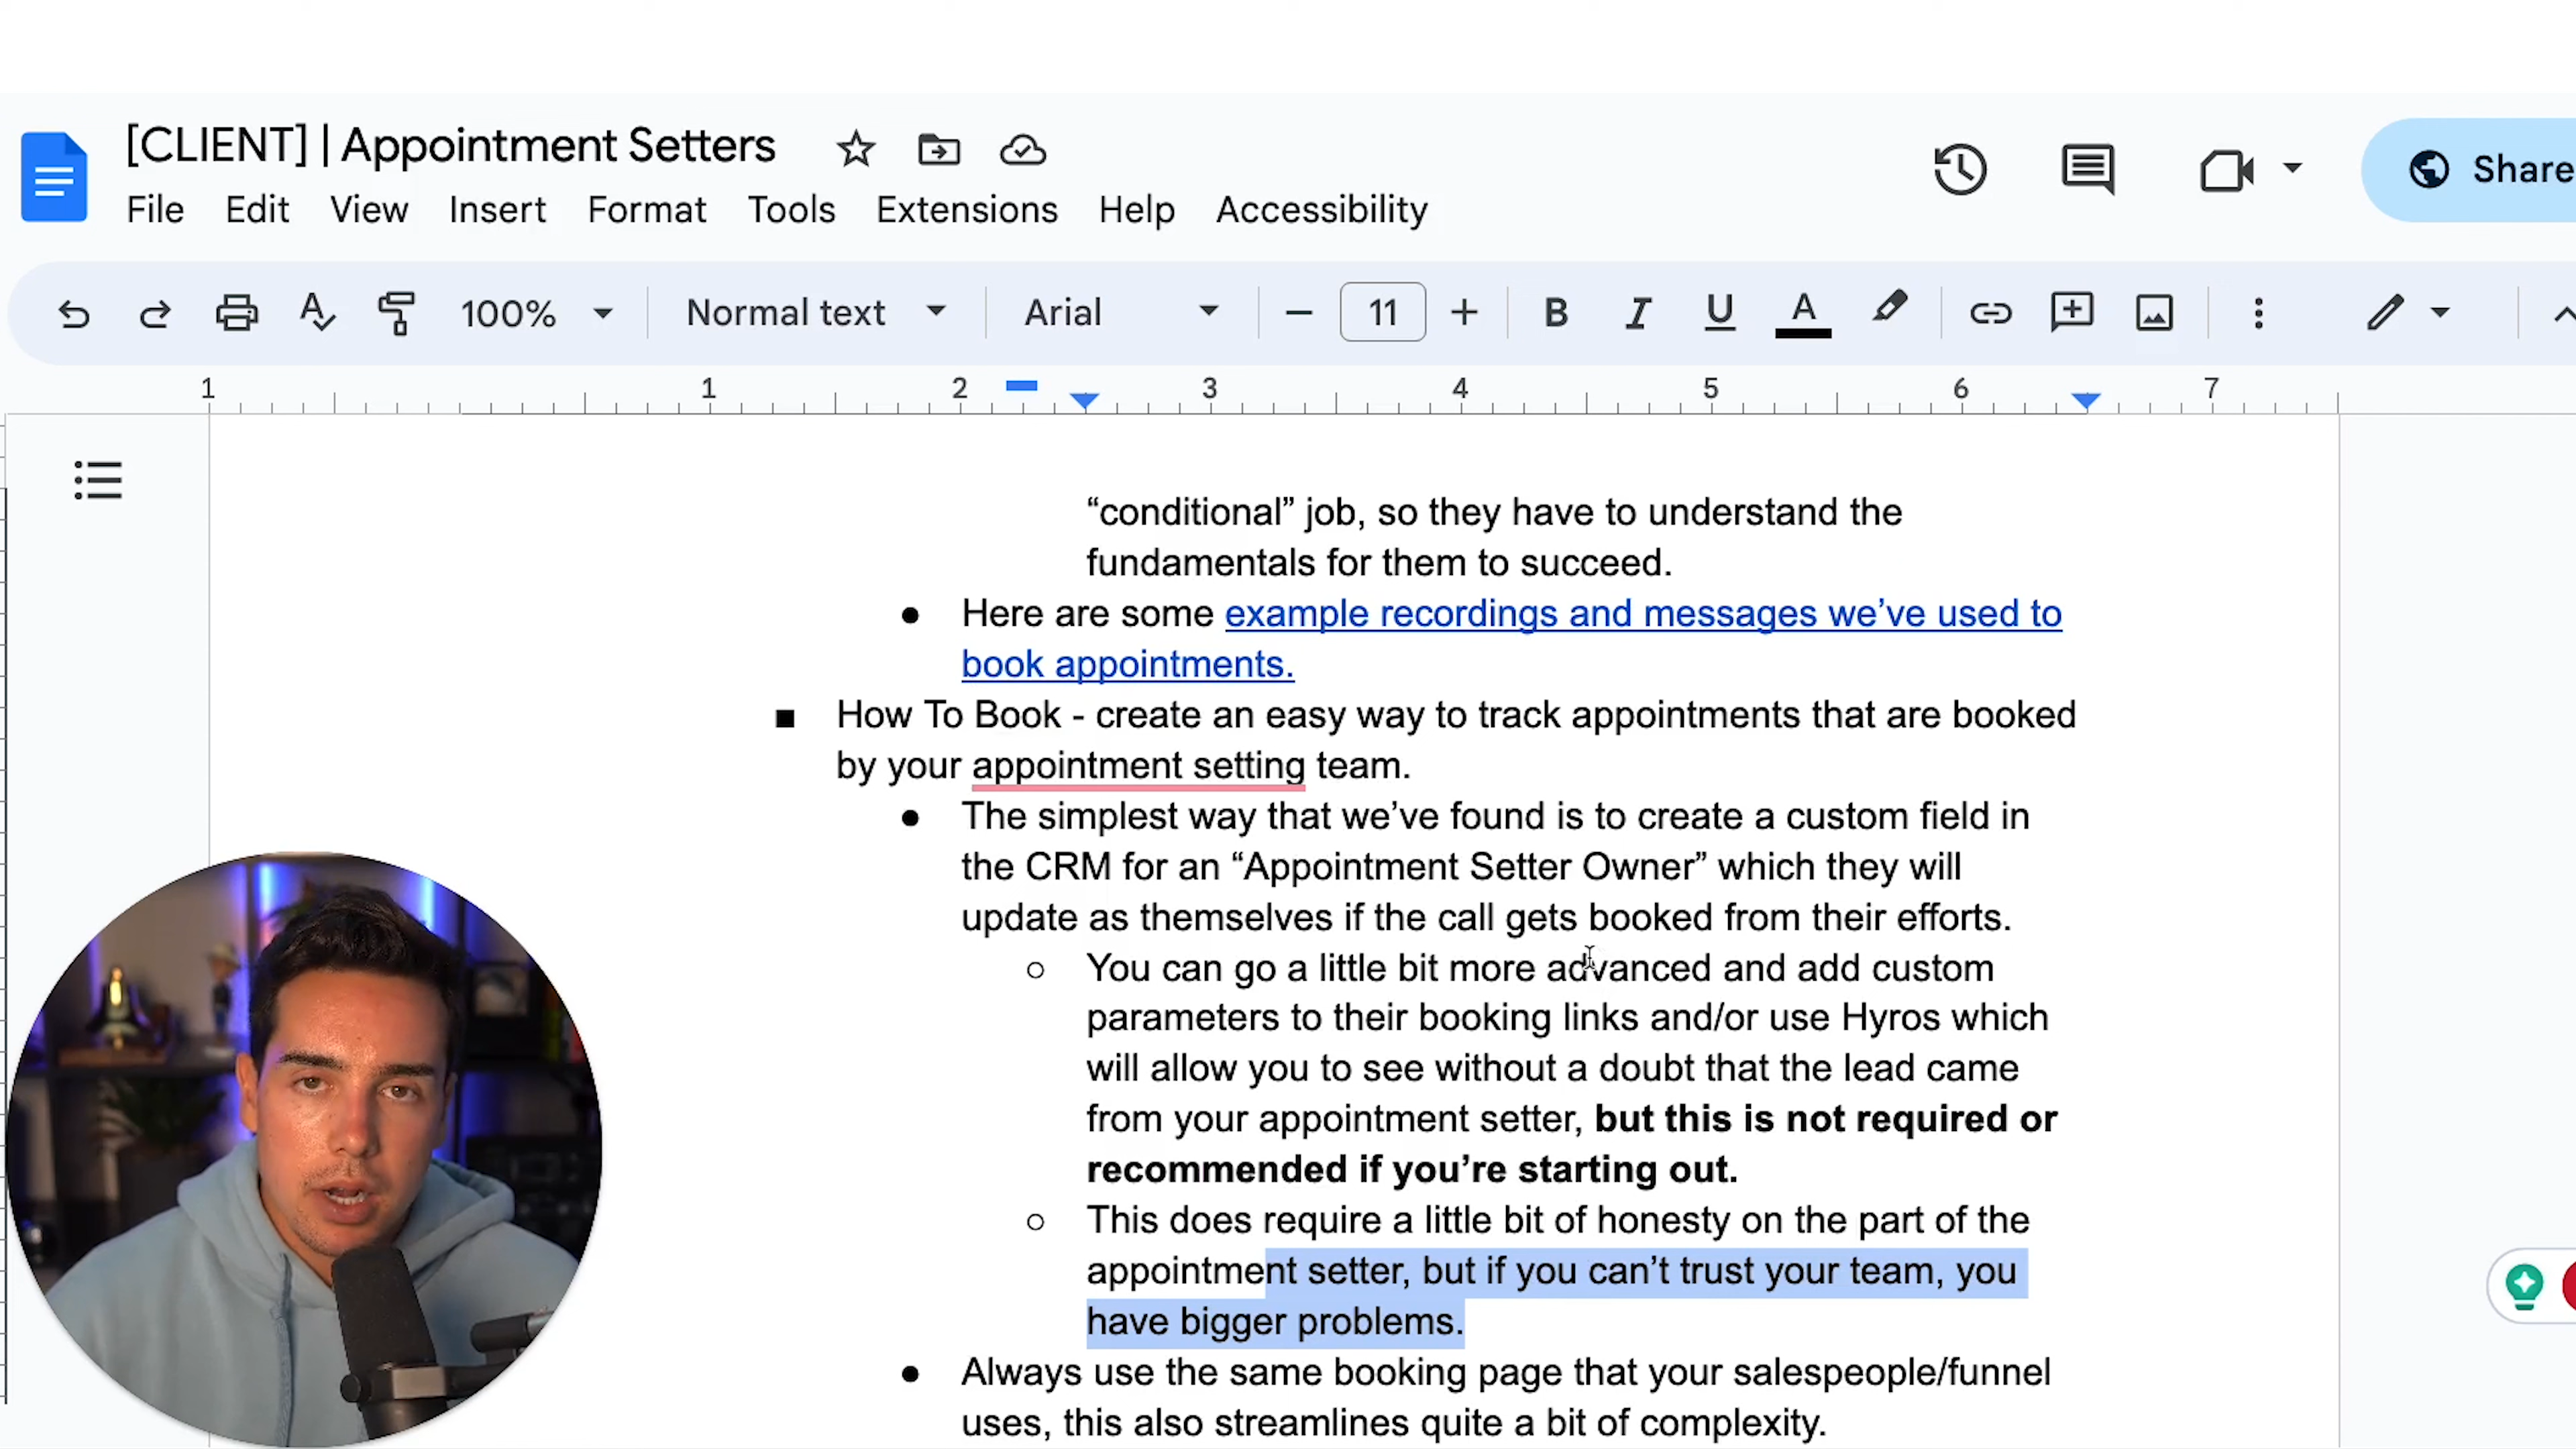 [CLIENT] | Appointment Setters
File Edit View Insert Format Tools Extensions Help Accessibility
Share
100% Normal text Arial 11
1 1 2 3 4 5 6 7
“conditional” job, so they have to understand the
fundamentals for them to succeed.
● Here are some example recordings and messages we’ve used to
book appointments.
■ How To Book - create an easy way to track appointments that are booked
by your appointment setting team.
● The simplest way that we’ve found is to create a custom field in
the CRM for an “Appointment Setter Owner” which they will
update as themselves if the call gets booked from their efforts.
○ You can go a little bit more advanced and add custom
parameters to their booking links and/or use Hyros which
will allow you to see without a doubt that the lead came
from your appointment setter, but this is not required or
recommended if you’re starting out.
○ This does require a little bit of honesty on the part of the
appointment setter, but if you can’t trust your team, you
have bigger problems.
● Always use the same booking page that your salespeople/funnel
uses, this also streamlines quite a bit of complexity.